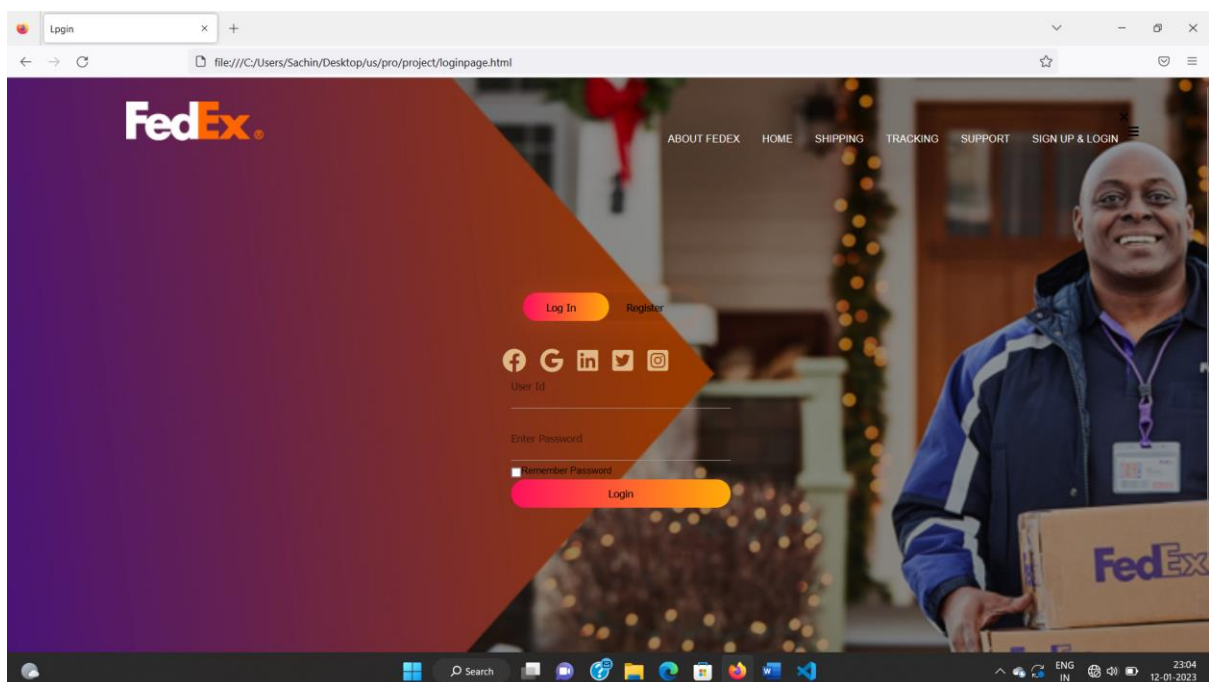 Lpgin
file:///C:/Users/Sachin/Desktop/us/pro/project/loginpage.html
FedEx®
ABOUT FEDEX HOME SHIPPING TRACKING SUPPORT SIGN UP & LOGIN
Log In Register
User Id
Enter Password
Remember Password
Login
FedEx
Search
ENG
IN
23:04
12-01-2023